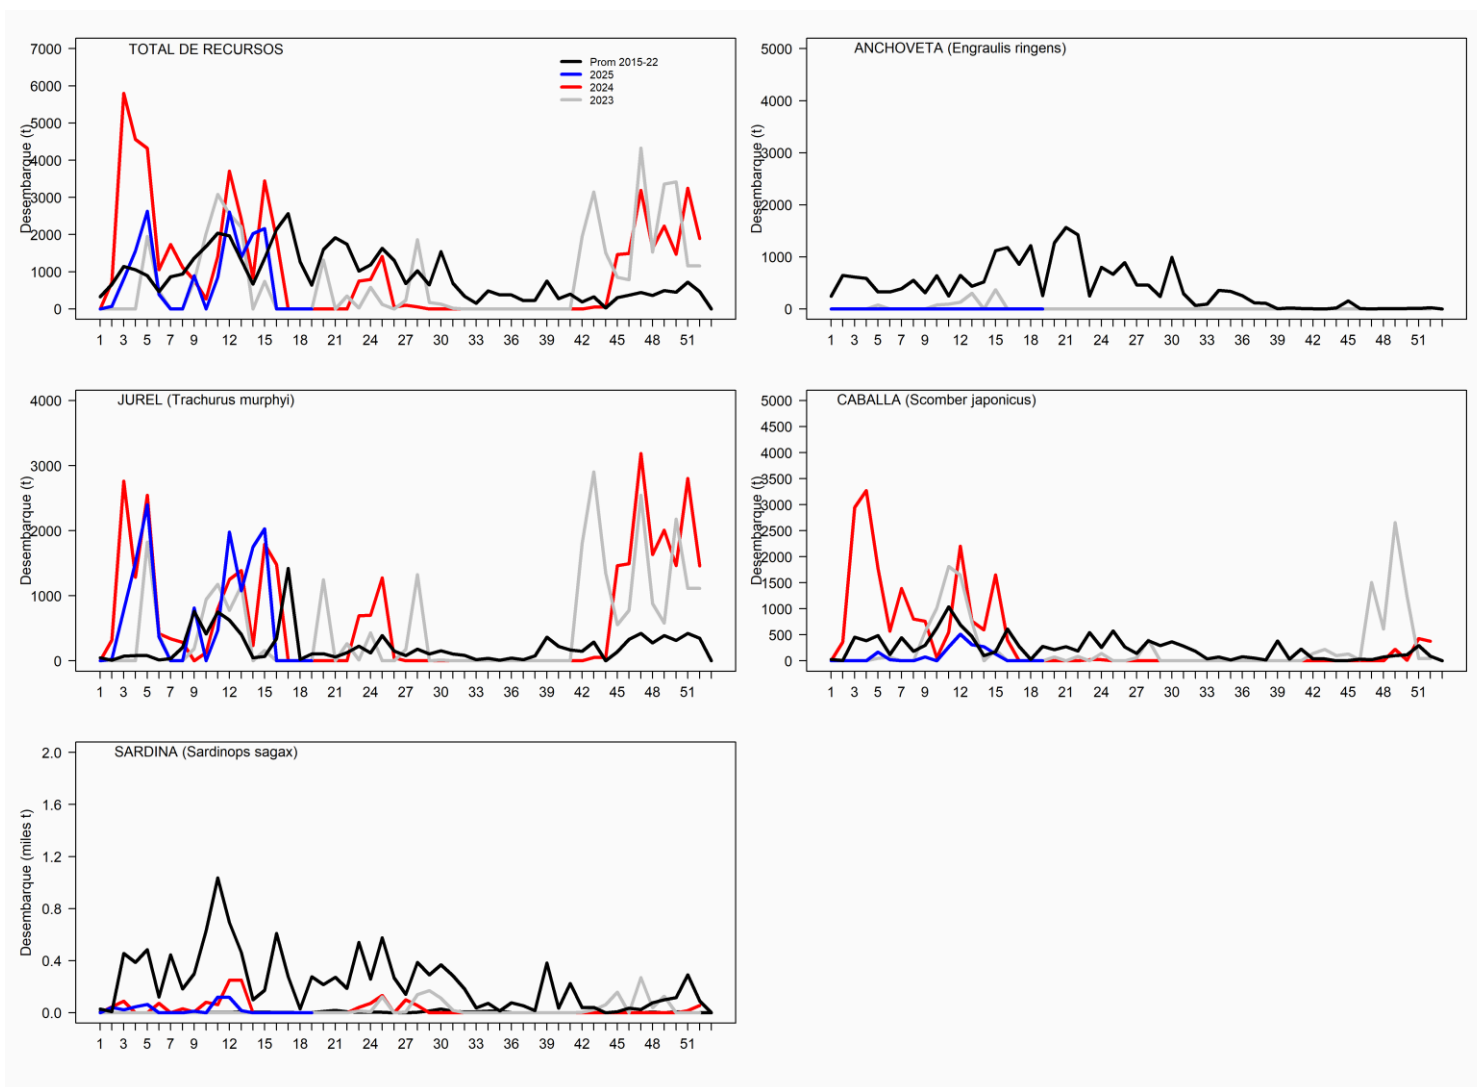 TOTAL DE RECURSOS
Prom 2015-22
2025
2024
2023
Desembarque (t)
7000
6000
5000
4000
3000
2000
1000
0
1 3 5 7 9 12 15 18 21 24 27 30 33 36 39 42 45 48 51
ANCHOVETA (Engraulis ringens)
Desembarque (t)
5000
4000
3000
2000
1000
0
1 3 5 7 9 12 15 18 21 24 27 30 33 36 39 42 45 48 51
JUREL (Trachurus murphyi)
Desembarque (t)
4000
3000
2000
1000
0
1 3 5 7 9 12 15 18 21 24 27 30 33 36 39 42 45 48 51
CABALLA (Scomber japonicus)
Desembarque (t)
5000
4500
4000
3500
3000
2500
2000
1500
1000
500
0
1 3 5 7 9 12 15 18 21 24 27 30 33 36 39 42 45 48 51
SARDINA (Sardinops sagax)
Desembarque (miles t)
2.0
1.6
1.2
0.8
0.4
0.0
1 3 5 7 9 12 15 18 21 24 27 30 33 36 39 42 45 48 51